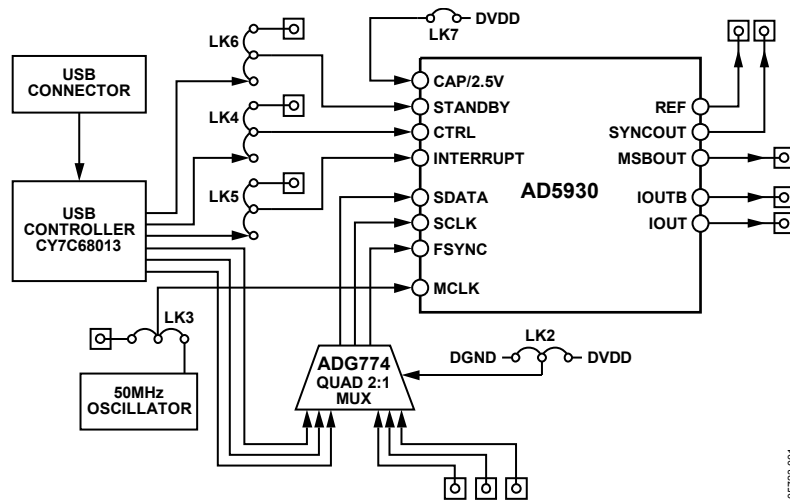 LK6
LK7
DVDD
USB
CONNECTOR
CAP/2.5V
STANDBY
CTRL
INTERRUPT
SDATA
SCLK
FSYNC
MCLK
AD5930
REF
SYNCOUT
MSBOUT
IOUTB
IOUT
LK4
LK5
USB
CONTROLLER
CY7C68013
LK3
50MHz
OSCILLATOR
ADG774
QUAD 2:1
MUX
LK2
DGND
DVDD